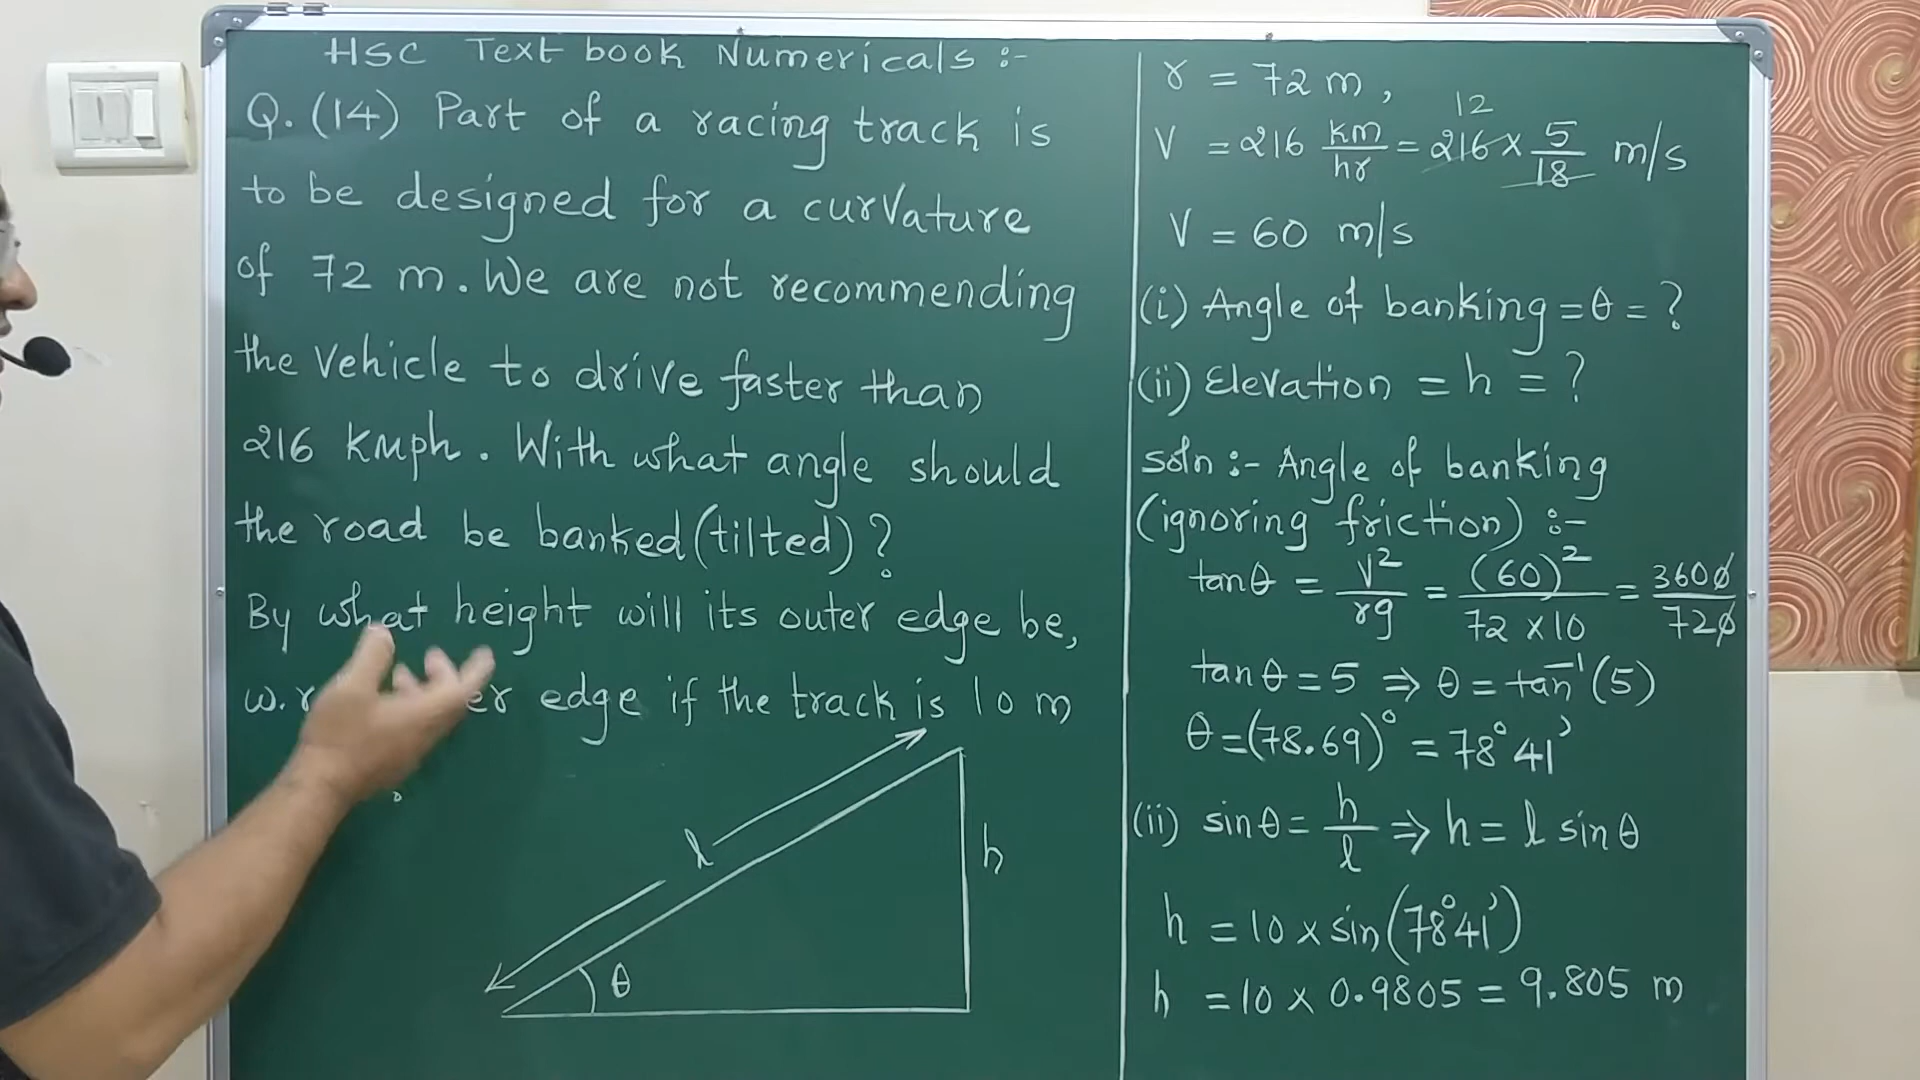 HSC Text book Numericals :-
Q. (14) Part of a racing track is
to be designed for a curvature
of 72 m. We are not recommending
the vehicle to drive faster than
216 kmph. With what angle should
the road be banked (tilted)?
By what height will its outer edge be,
w.r edge if the track is 10 m
l
h
θ
r = 72 m,
12
V = 216 km/hr = 216 × 5/18 m/s
V = 60 m/s
(i) Angle of banking = θ = ?
(ii) Elevation = h = ?
soln :- Angle of banking
(ignoring friction) :-
tanθ = V²/rg = (60)²/72 × 10 = 3600/720
tanθ = 5 ⇒ θ = tan⁻¹(5)
θ = (78.69)° = 78°41'
(ii) sinθ = h/l ⇒ h = l sinθ
h = 10 × sin(78°41')
h = 10 × 0.9805 = 9.805 m